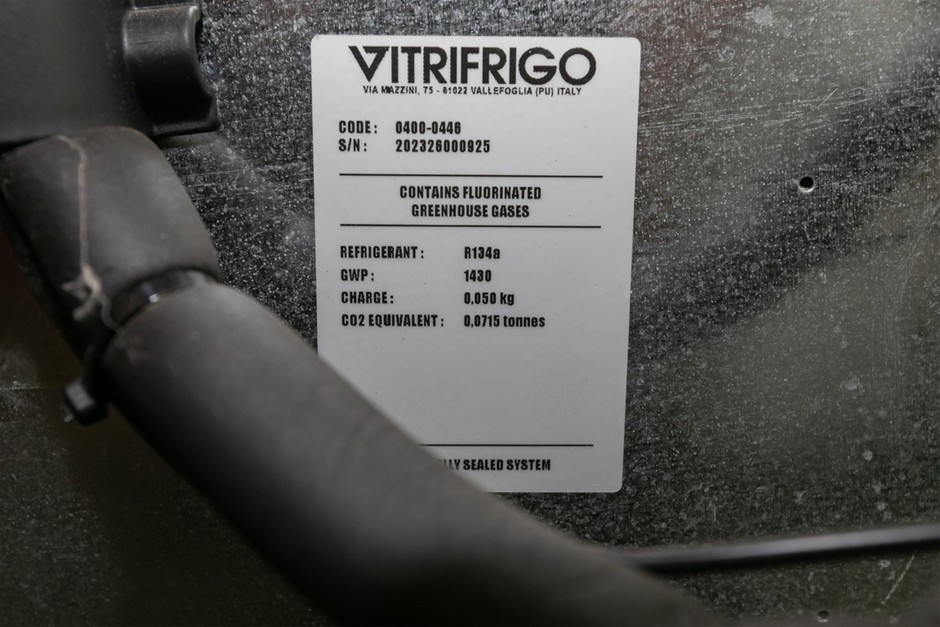 VITRIFRIGO
VIA MAZZINI, 75 - 61022 VALLEFOGLIA (PU) ITALY
CODE: 0400-0446
S/N: 202326000925
CONTAINS FLUORINATED
GREENHOUSE GASES
REFRIGERANT: R134a
GWP: 1430
CHARGE: 0,050 kg
CO2 EQUIVALENT: 0,0715 tonnes
SEALED SYSTEM